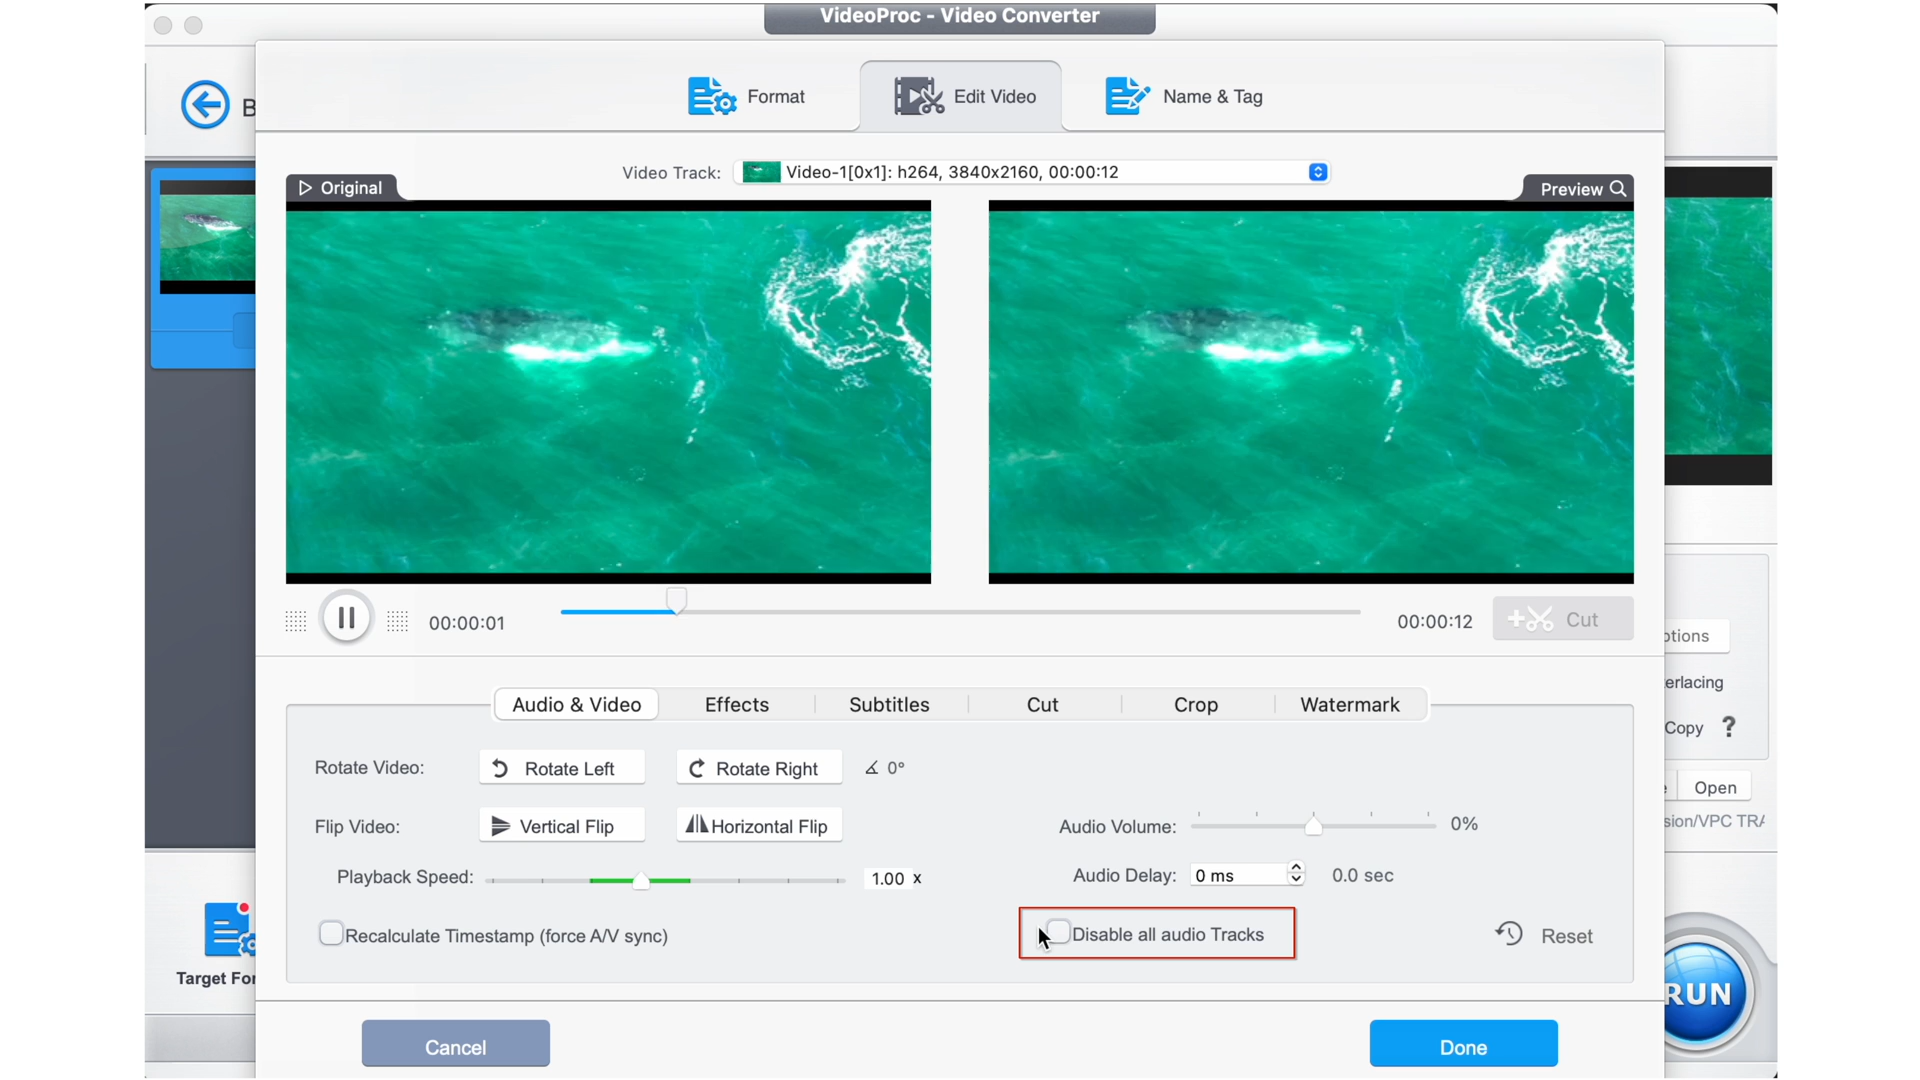 VideoProc - Video Converter
B
Format
Edit Video
Name & Tag
Video Track:
Video-1[0x1]: h264, 3840x2160, 00:00:12
Original
Preview
00:00:01
00:00:12
Cut
ptions
erlacing
Copy ?
Audio & Video
Effects
Subtitles
Cut
Crop
Watermark
Rotate Video:
Rotate Left
Rotate Right
0°
Open
Flip Video:
Vertical Flip
Horizontal Flip
Audio Volume:
0%
sion/VPC TRA
Playback Speed:
1.00 x
Audio Delay:
0 ms
0.0 sec
Recalculate Timestamp (force A/V sync)
Disable all audio Tracks
Reset
Target For
RUN
Cancel
Done